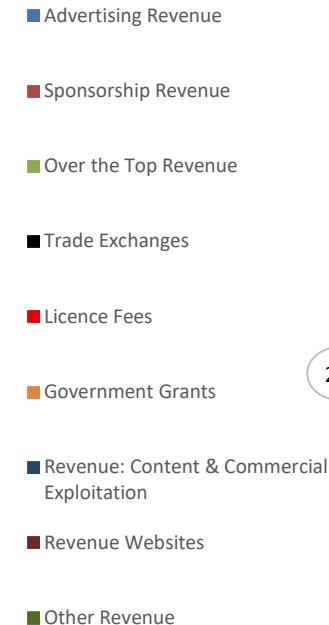 Advertising Revenue
Sponsorship Revenue
Over the Top Revenue
Trade Exchanges
Licence Fees
2
Government Grants
Revenue: Content & Commercial
Exploitation
Revenue Websites
Other Revenue